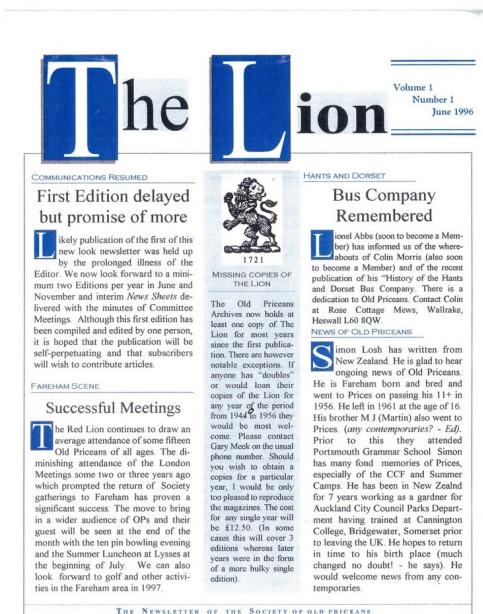 The Lion
Volume 1
Number 1
June 1996
COMMUNICATIONS RESUMED
First Edition delayed
but promise of more
Likely publication of the first of this
new look newsletter was held up
by the prolonged illness of the
Editor. We now look forward to a mini-
mum two Editions per year in June and
November and interim News Sheets de-
livered with the minutes of Committee
Meetings. Although this first edition has
been compiled and edited by one person,
it is hoped that the publication will be
self-perpetuating and that subscribers
will wish to contribute articles.
FAREHAM SCENE
Successful Meetings
The Red Lion continues to draw an
average attendance of some fifteen
Old Priceans of all ages. The di-
minishing attendance of the London
Meetings some two or three years ago
which prompted the return of Society
gatherings to Fareham has proven a
significant success. The move to bring
in a wider audience of OPs and their
guest will be seen at the end of the
month with the ten pin bowling evening
and the Summer Luncheon at Lysses at
the beginning of July. We can also
look forward to golf and other activi-
ties in the Fareham area in 1997.
1721
MISSING COPIES OF
THE LION
The Old Priceans
Archives now holds at
least one copy of The
Lion for most years
since the first publica-
tion. There are however
notable exceptions. If
anyone has "doubles"
or would loan their
copies of the Lion for
any year of the period
from 1944 to 1956 they
would be most wel-
come. Please contact
Gary Meek on the usual
phone number. Should
you wish to obtain a
copies for a particular
year, I would be only
too pleased to reproduce
the magazines. The cost
for any single year will
be £12.50. (In some
cases this will cover 3
editions whereas later
years were in the form
of a more bulky single
edition).
HANTS AND DORSET
Bus Company
Remembered
Lionel Abbs (soon to become a Mem-
ber) has informed us of the where-
abouts of Colin Morris (also soon
to become a Member) and of the recent
publication of his "History of the Hants
and Dorset Bus Company. There is a
dedication to Old Priceans. Contact Colin
at Rose Cottage Mews, Wallrake,
Heswall L60 8QW.
NEWS OF OLD PRICEANS
Simon Losh has written from
New Zealand. He is glad to hear
ongoing news of Old Priceans.
He is Fareham born and bred and
went to Prices on passing his 11+ in
1956. He left in 1961 at the age of 16.
His brother M J (Martin) also went to
Prices. (any contemporaries? - Ed).
Prior to this they attended
Portsmouth Grammar School Simon
has many fond memories of Prices,
especially of the CCF and Summer
Camps. He has been in New Zealnd
for 7 years working as a gardner for
Auckland City Council Parks Depart-
ment having trained at Cannington
College, Bridgewater, Somerset prior
to leaving the UK. He hopes to return
in time to his birth place (much
changed no doubt! - he says). He
would welcome news from any con-
temporaries.
THE NEWSLETTER OF THE SOCIETY OF OLD PRICEANS